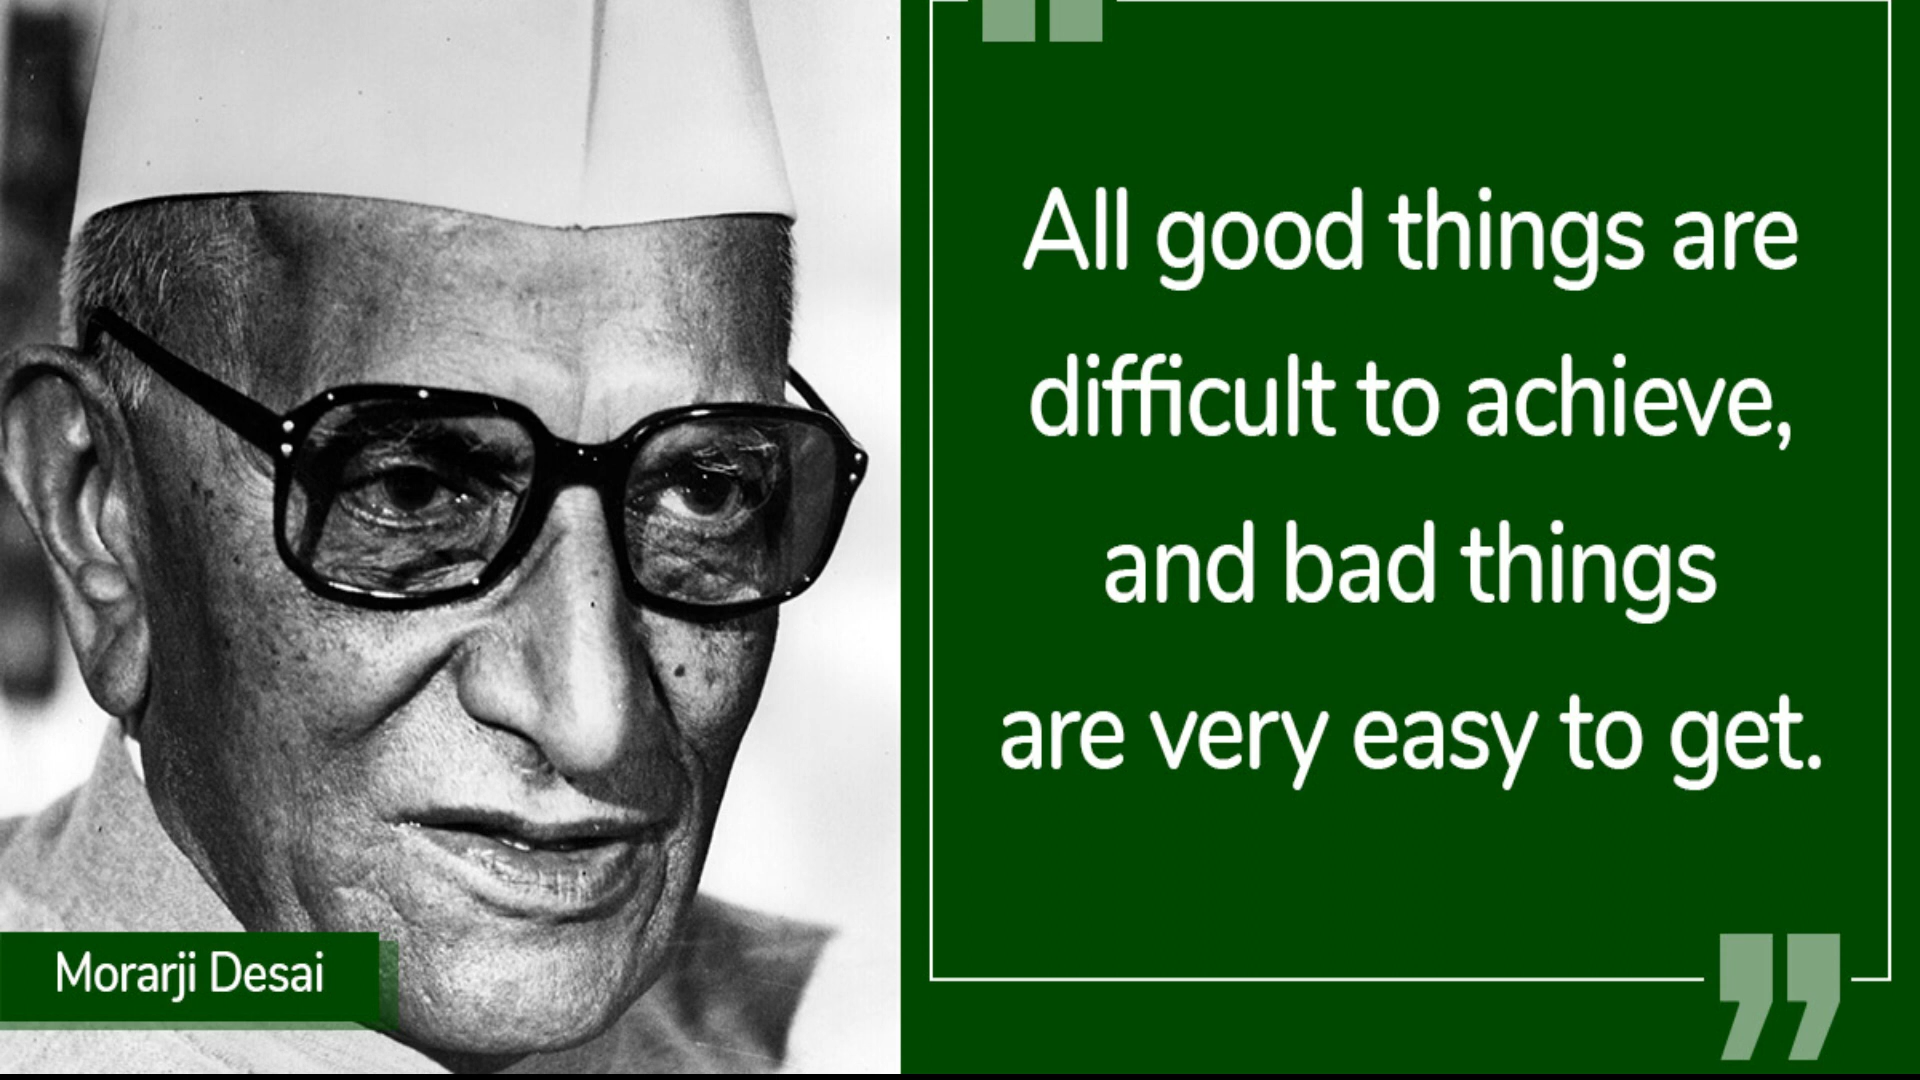 All good things are
difficult to achieve,
and bad things
are very easy to get.
Morarji Desai